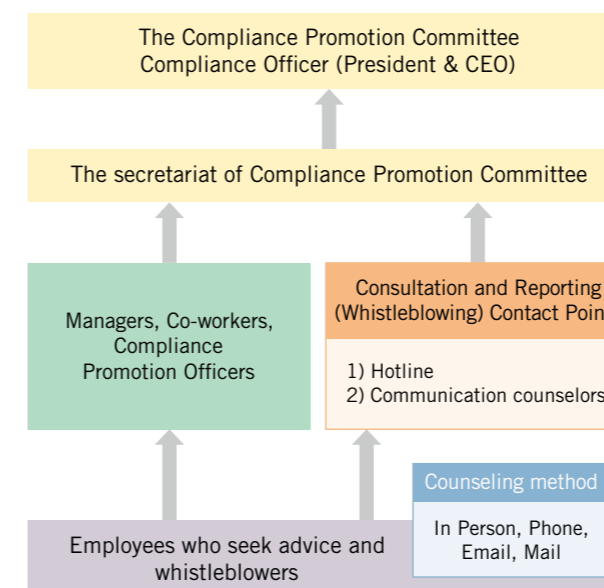 The Compliance Promotion Committee
Compliance Officer (President & CEO)
The secretariat of Compliance Promotion Committee
Managers, Co-workers,
Compliance
Promotion Officers
Consultation and Reporting
(Whistleblowing) Contact Poin
1) Hotline
2) Communication counselors
Counseling method
In Person, Phone,
Email, Mail
Employees who seek advice and
whistleblowers